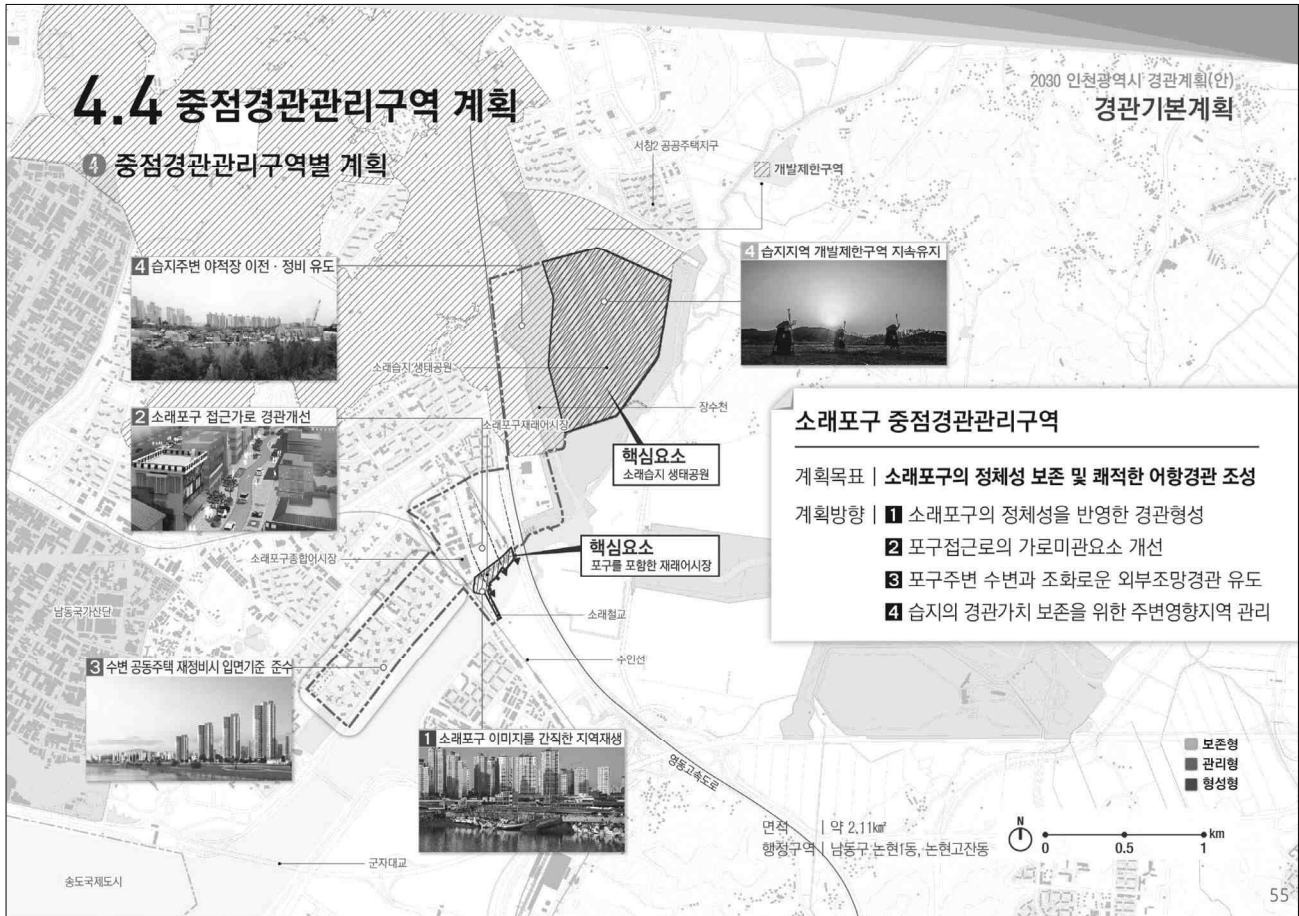 4.4 중점경관관리구역 계획
4 중점경관관리구역별 계획
2030 인천광역시 경관계획(안)
경관기본계획
서창2 공공주택지구
개발제한구역
4 습지주변 야적장 이전 · 정비 유도
4 습지지역 개발제한구역 지속유지
소래습지 생태공원
장수천
2 소래포구 접근가로 경관개선
소래포구재래어시장
핵심요소
소래습지 생태공원
소래포구 중점경관관리구역
계획목표 | 소래포구의 정체성 보존 및 쾌적한 어항경관 조성
계획방향 | 1 소래포구의 정체성을 반영한 경관형성
2 포구접근로의 가로미관요소 개선
3 포구주변 수변과 조화로운 외부조망경관 유도
4 습지의 경관가치 보존을 위한 주변영향지역 관리
소래포구종합어시장
핵심요소
포구를 포함한 재래어시장
남동국가산단
소래철교
수인선
3 수변 공동주택 재정비시 입면기준 준수
1 소래포구 이미지를 간직한 지역재생
영동고속도로
보존형
관리형
형성형
면적 | 약 2.11㎢
행정구역 | 남동구 논현1동, 논현고잔동
N
0 0.5 1 km
군자대교
송도국제도시
55